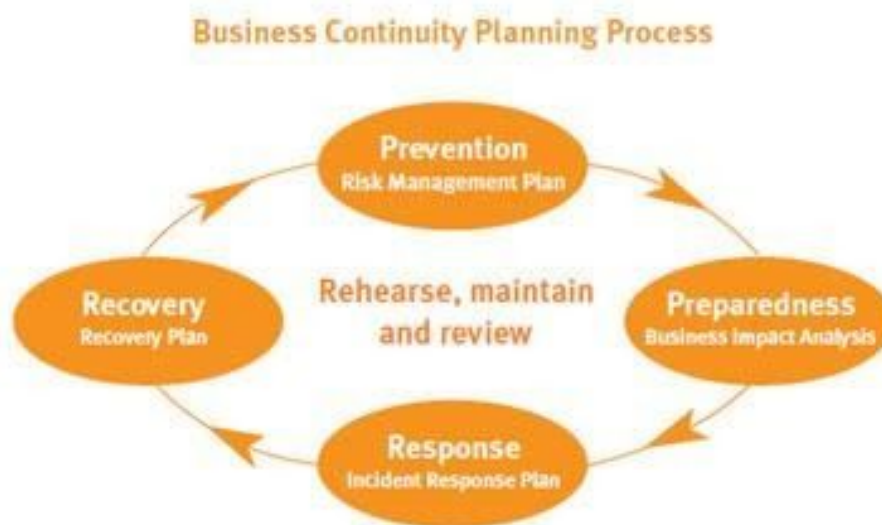 Business Continuity Planning Process
Prevention
Risk Management Plan
Recovery
Recovery Plan
Rehearse, maintain
and review
Preparedness
Business Impact Analysis
Response
Incident Response Plan